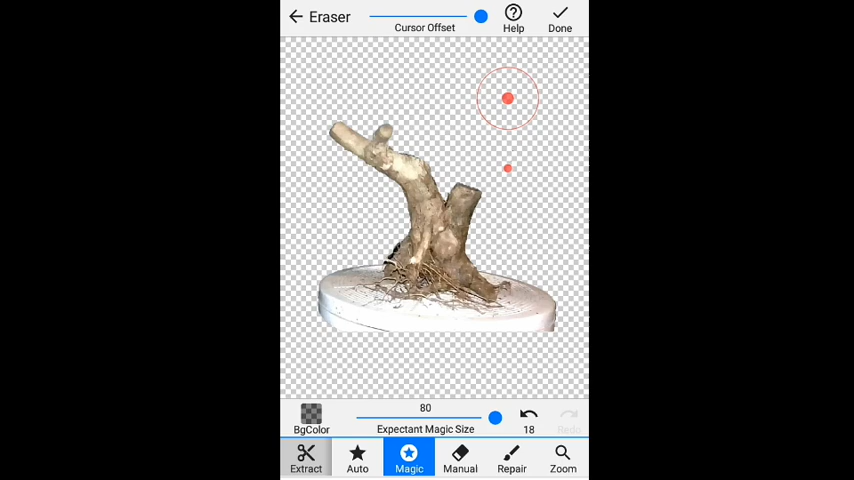 Eraser
Cursor Offset
Help
Done
80
BgColor
Expectant Magic Size
18
Redo
Extract
Auto
Magic
Manual
Repair
Zoom